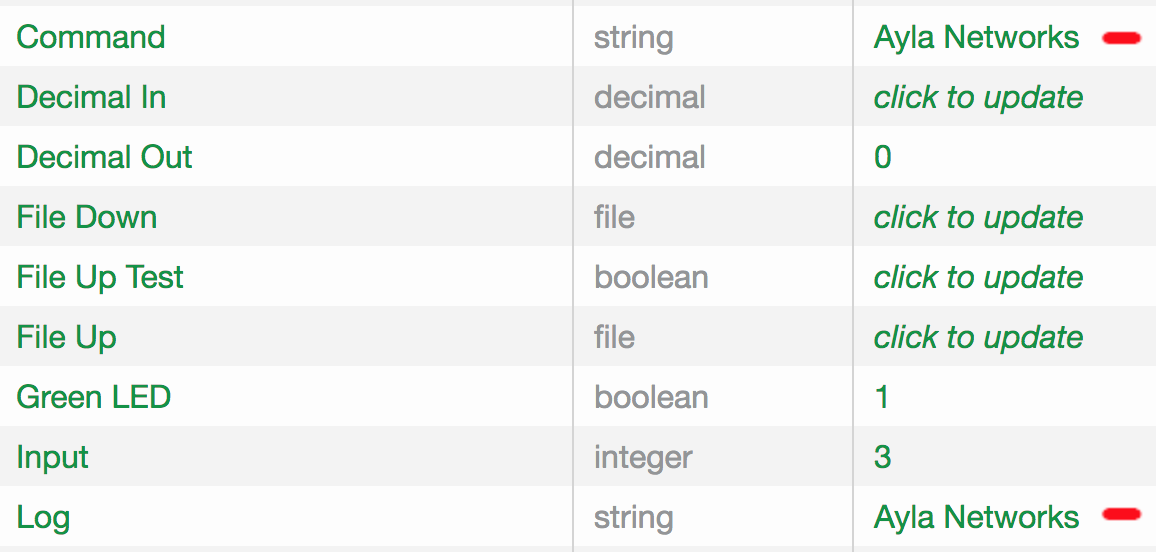 Command string Ayla Networks
Decimal In decimal click to update
Decimal Out decimal 0
File Down file click to update
File Up Test boolean click to update
File Up file click to update
Green LED boolean 1
Input integer 3
Log string Ayla Networks